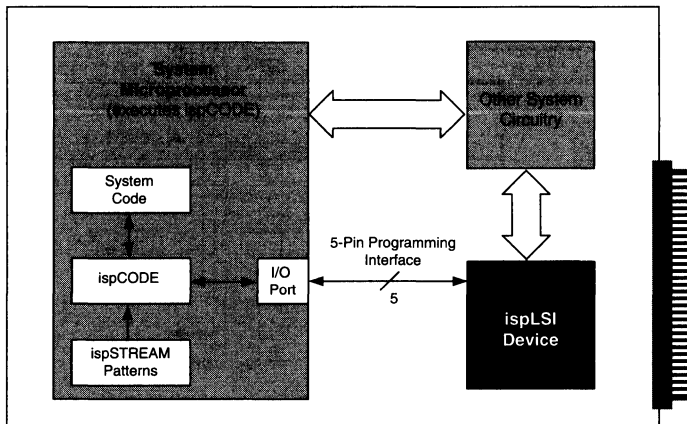 System
Microprocessor
(executes ispCODE)
System
Code
ispCODE
ispSTREAM
Patterns
I/O
Port
5-Pin Programming
Interface
5
Other System
Circuitry
ispLSI
Device